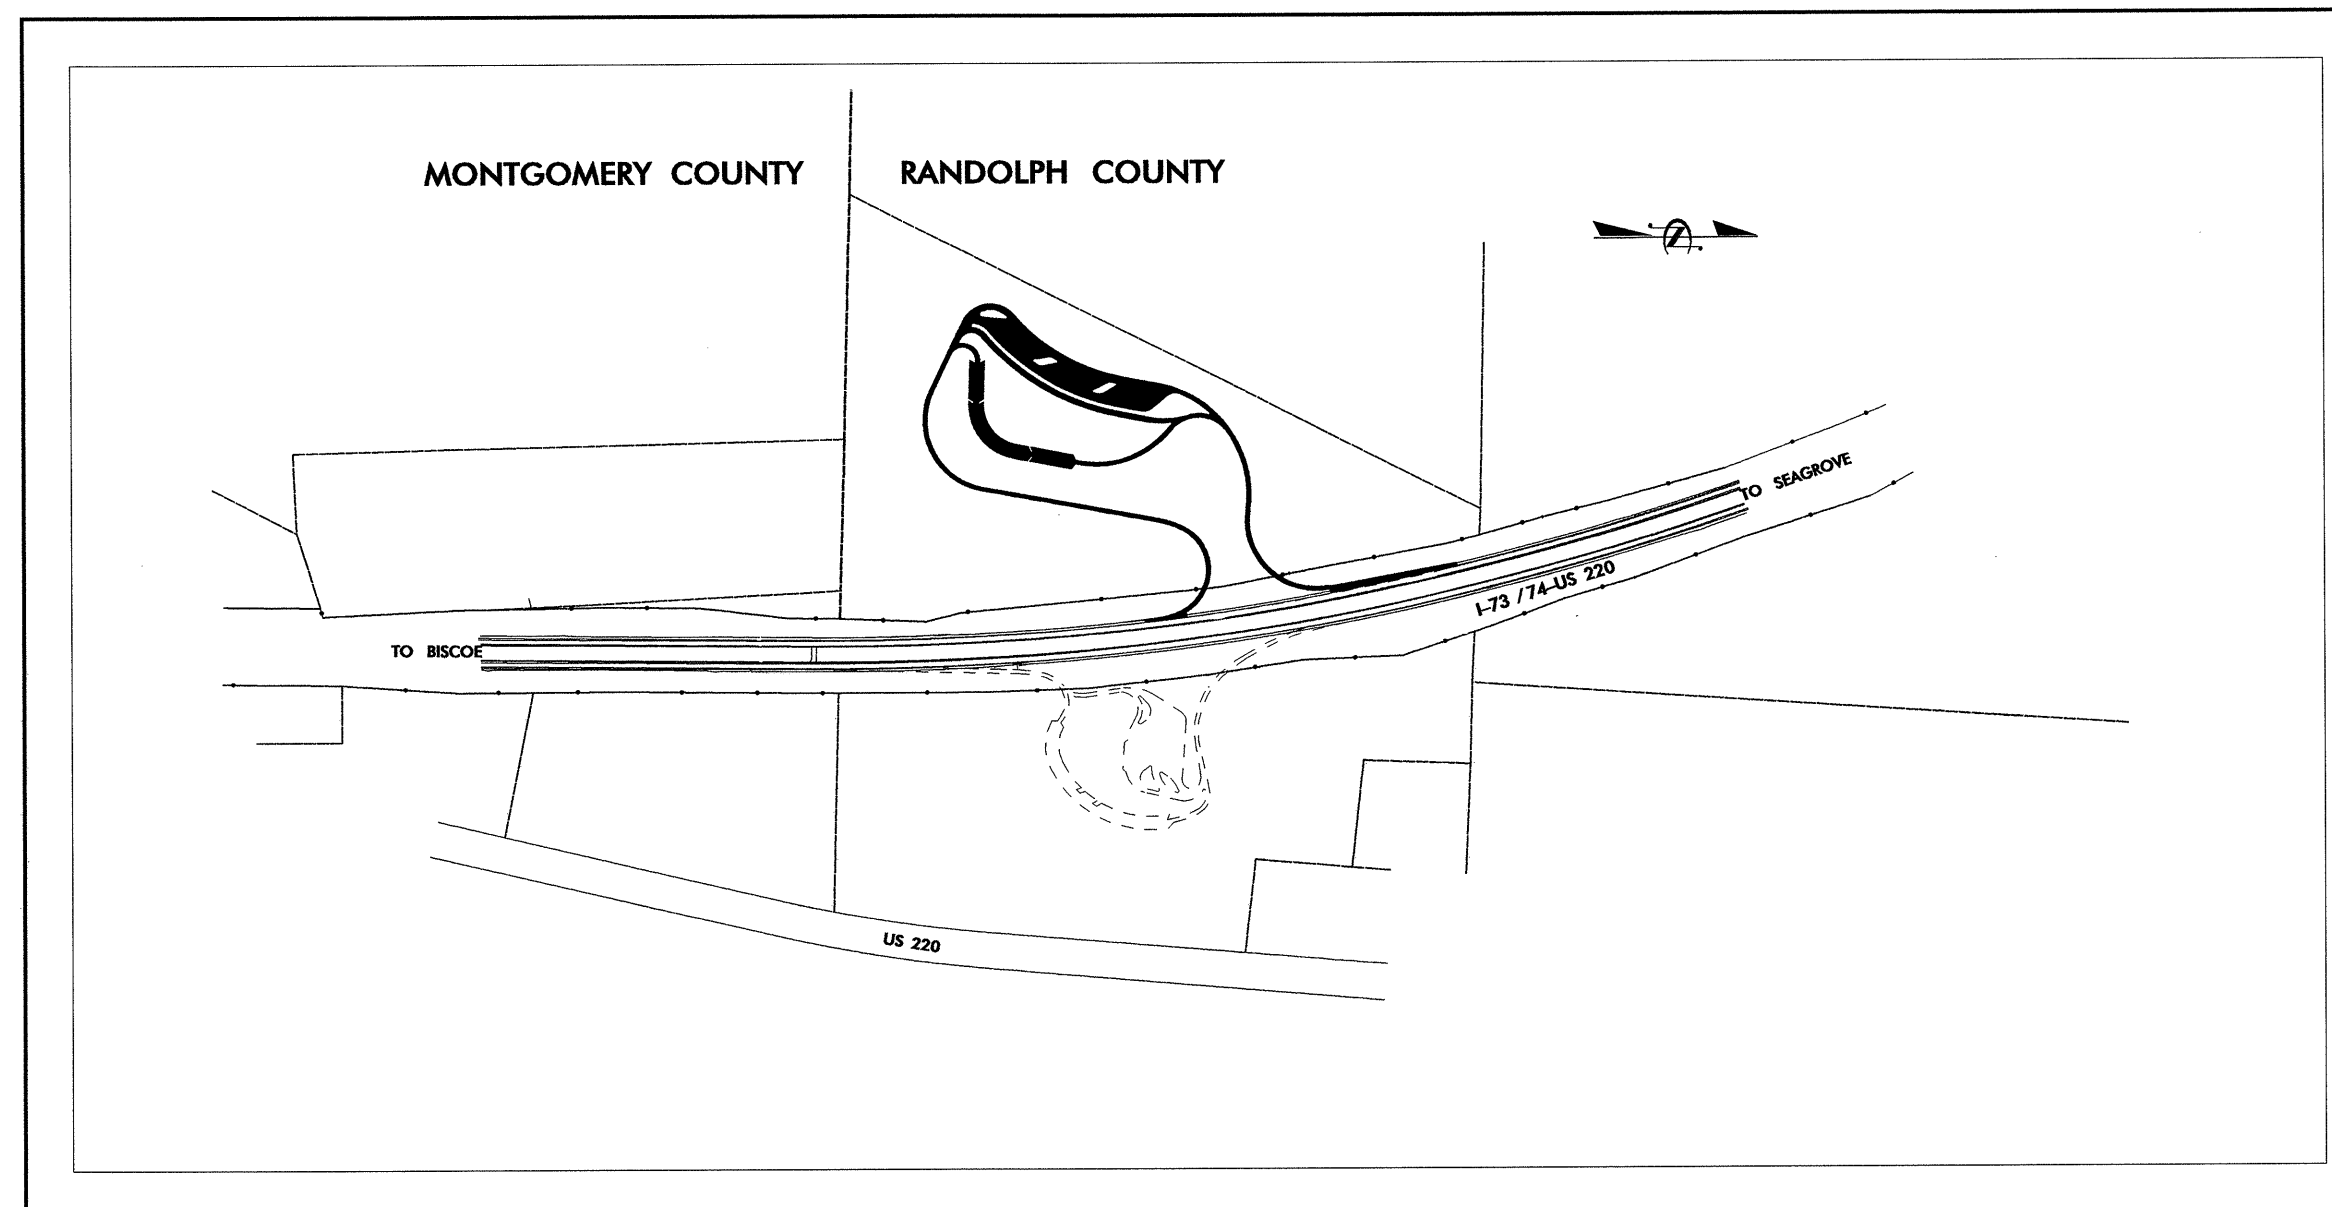 MONTGOMERY COUNTY
RANDOLPH COUNTY
Z
TO SEAGROVE
I-73 / 74-US 220
TO BISCOE
US 220